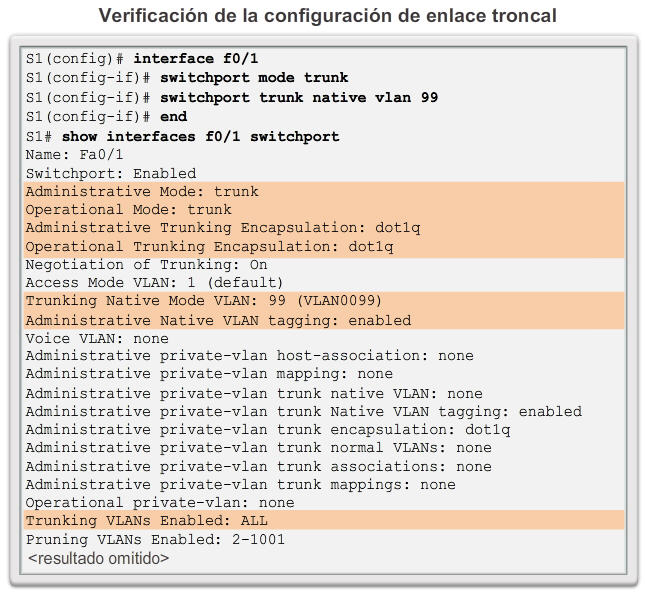 Verificación de la configuración de enlace troncal
S1(config)# interface f0/1
S1(config-if)# switchport mode trunk
S1(config-if)# switchport trunk native vlan 99
S1(config-if)# end
S1# show interfaces f0/1 switchport
Name: Fa0/1
Switchport: Enabled
Administrative Mode: trunk
Operational Mode: trunk
Administrative Trunking Encapsulation: dot1q
Operational Trunking Encapsulation: dot1q
Negotiation of Trunking: On
Access Mode VLAN: 1 (default)
Trunking Native Mode VLAN: 99 (VLAN0099)
Administrative Native VLAN tagging: enabled
Voice VLAN: none
Administrative private-vlan host-association: none
Administrative private-vlan mapping: none
Administrative private-vlan trunk native VLAN: none
Administrative private-vlan trunk Native VLAN tagging: enabled
Administrative private-vlan trunk encapsulation: dot1q
Administrative private-vlan trunk normal VLANs: none
Administrative private-vlan trunk associations: none
Administrative private-vlan trunk mappings: none
Operational private-vlan: none
Trunking VLANs Enabled: ALL
Pruning VLANs Enabled: 2-1001
<resultado omitido>